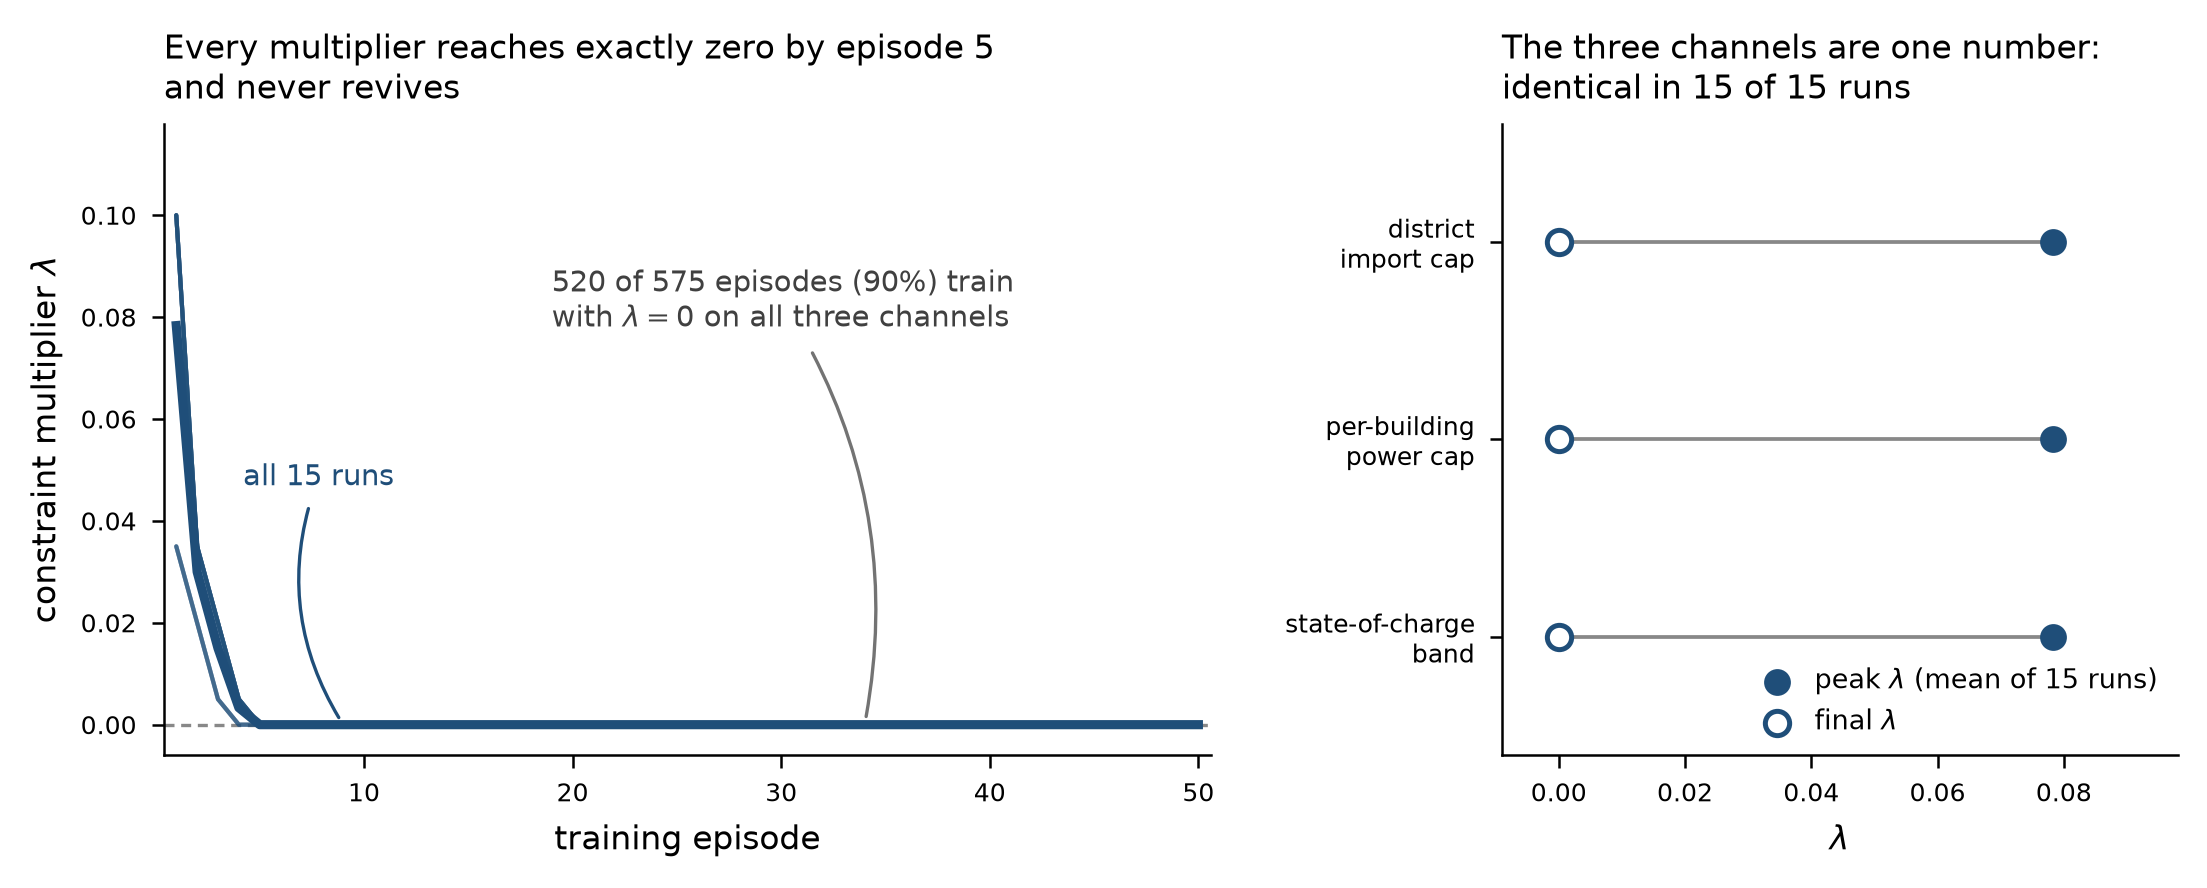 Every multiplier reaches exactly zero by episode 5
and never revives
constraint multiplier λ
0.10
0.08
0.06
0.04
0.02
0.00
520 of 575 episodes (90%) train
with λ = 0 on all three channels
all 15 runs
10
20
30
40
50
training episode
The three channels are one number:
identical in 15 of 15 runs
district
import cap
per-building
power cap
state-of-charge
band
peak λ (mean of 15 runs)
final λ
0.00
0.02
0.04
0.06
0.08
λ